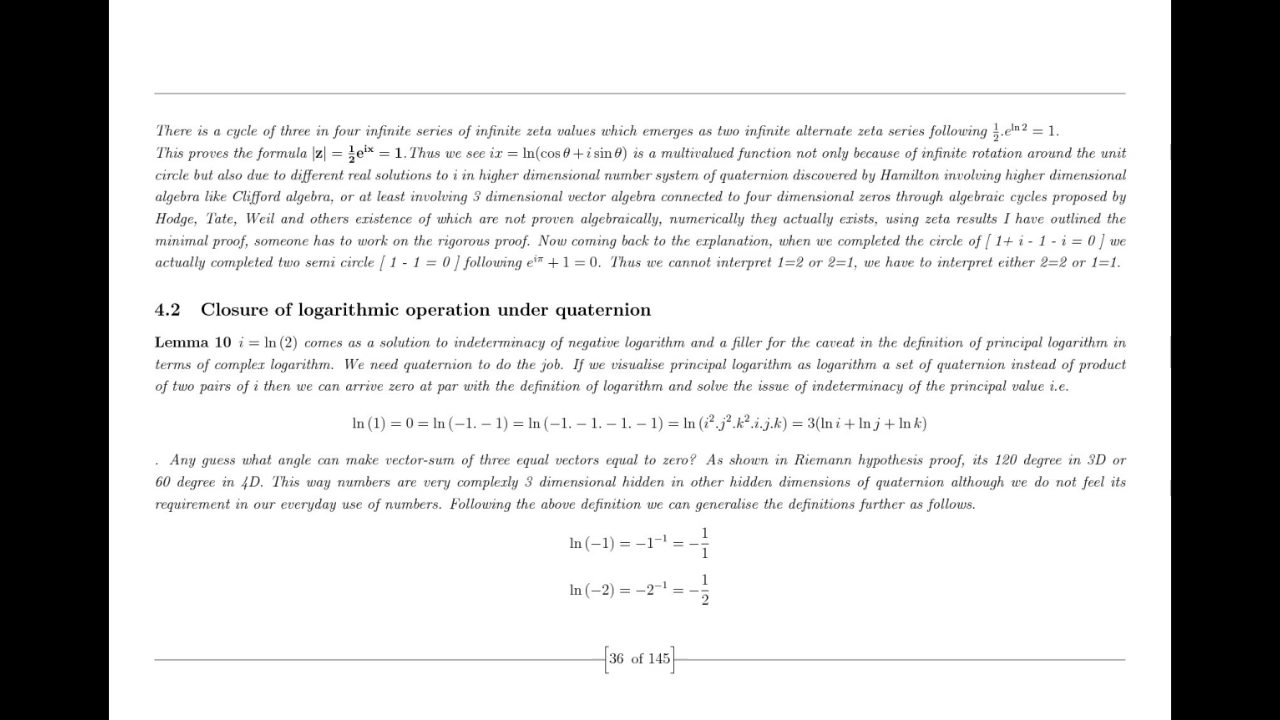 There is a cycle of three in four infinite series of infinite zeta values which emerges as two infinite alternate zeta series following ½.e^{ln 2} = 1.
This proves the formula |z| = ½e^{ix} = 1. Thus we see ix = ln(cos θ + i sin θ) is a multivalued function not only because of infinite rotation around the unit
circle but also due to different real solutions to i in higher dimensional number system of quaternion discovered by Hamilton involving higher dimensional
algebra like Clifford algebra, or at least involving 3 dimensional vector algebra connected to four dimensional zeros through algebraic cycles proposed by
Hodge, Tate, Weil and others existence of which are not proven algebraically, numerically they actually exists, using zeta results I have outlined the
minimal proof, someone has to work on the rigorous proof. Now coming back to the explanation, when we completed the circle of [ 1+ i - 1 - i = 0 ] we
actually completed two semi circle [ 1 - 1 = 0 ] following e^{iπ} + 1 = 0. Thus we cannot interpret 1=2 or 2=1, we have to interpret either 2=2 or 1=1.
4.2 Closure of logarithmic operation under quaternion
Lemma 10 i = ln (2) comes as a solution to indeterminacy of negative logarithm and a filler for the caveat in the definition of principal logarithm in
terms of complex logarithm. We need quaternion to do the job. If we visualise principal logarithm as logarithm a set of quaternion instead of product
of two pairs of i then we can arrive zero at par with the definition of logarithm and solve the issue of indeterminacy of the principal value i.e.
ln (1) = 0 = ln (−1. − 1) = ln (−1. − 1. − 1. − 1) = ln (i².j².k².i.j.k) = 3(ln i + ln j + ln k)
. Any guess what angle can make vector-sum of three equal vectors equal to zero? As shown in Riemann hypothesis proof, its 120 degree in 3D or
60 degree in 4D. This way numbers are very complexly 3 dimensional hidden in other hidden dimensions of quaternion although we do not feel its
requirement in our everyday use of numbers. Following the above definition we can generalise the definitions further as follows.
ln (−1) = −1⁻¹ = −1/1
ln (−2) = −2⁻¹ = −1/2
[36 of 145]